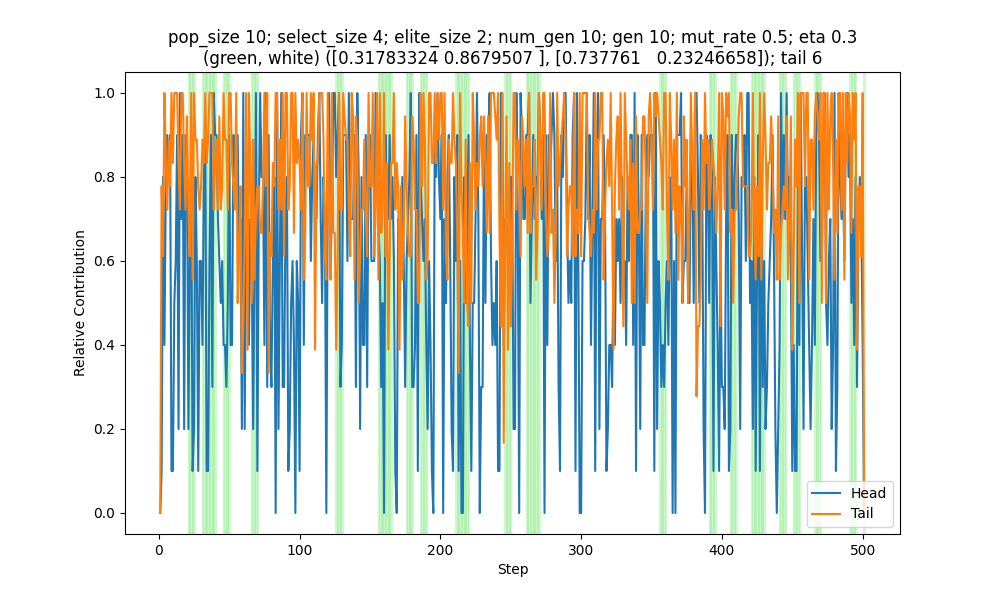 pop_size 10; select_size 4; elite_size 2; num_gen 10; gen 10; mut_rate 0.5; eta 0.3
(green, white) ([0.31783324 0.8679507 ], [0.737761   0.23246658]); tail 6
1.0
0.8
0.6
0.4
0.2
0.0
Relative Contribution
Head
Tail
0
100
200
300
400
500
Step